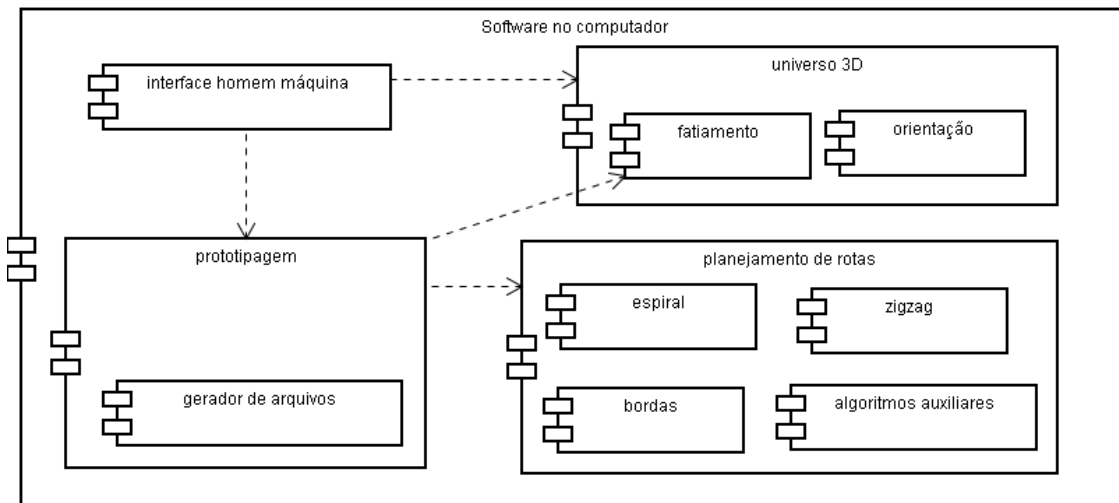 Software no computador
interface homem máquina
universo 3D
fatiamento
orientação
prototipagem
gerador de arquivos
planejamento de rotas
espiral
zigzag
bordas
algoritmos auxiliares